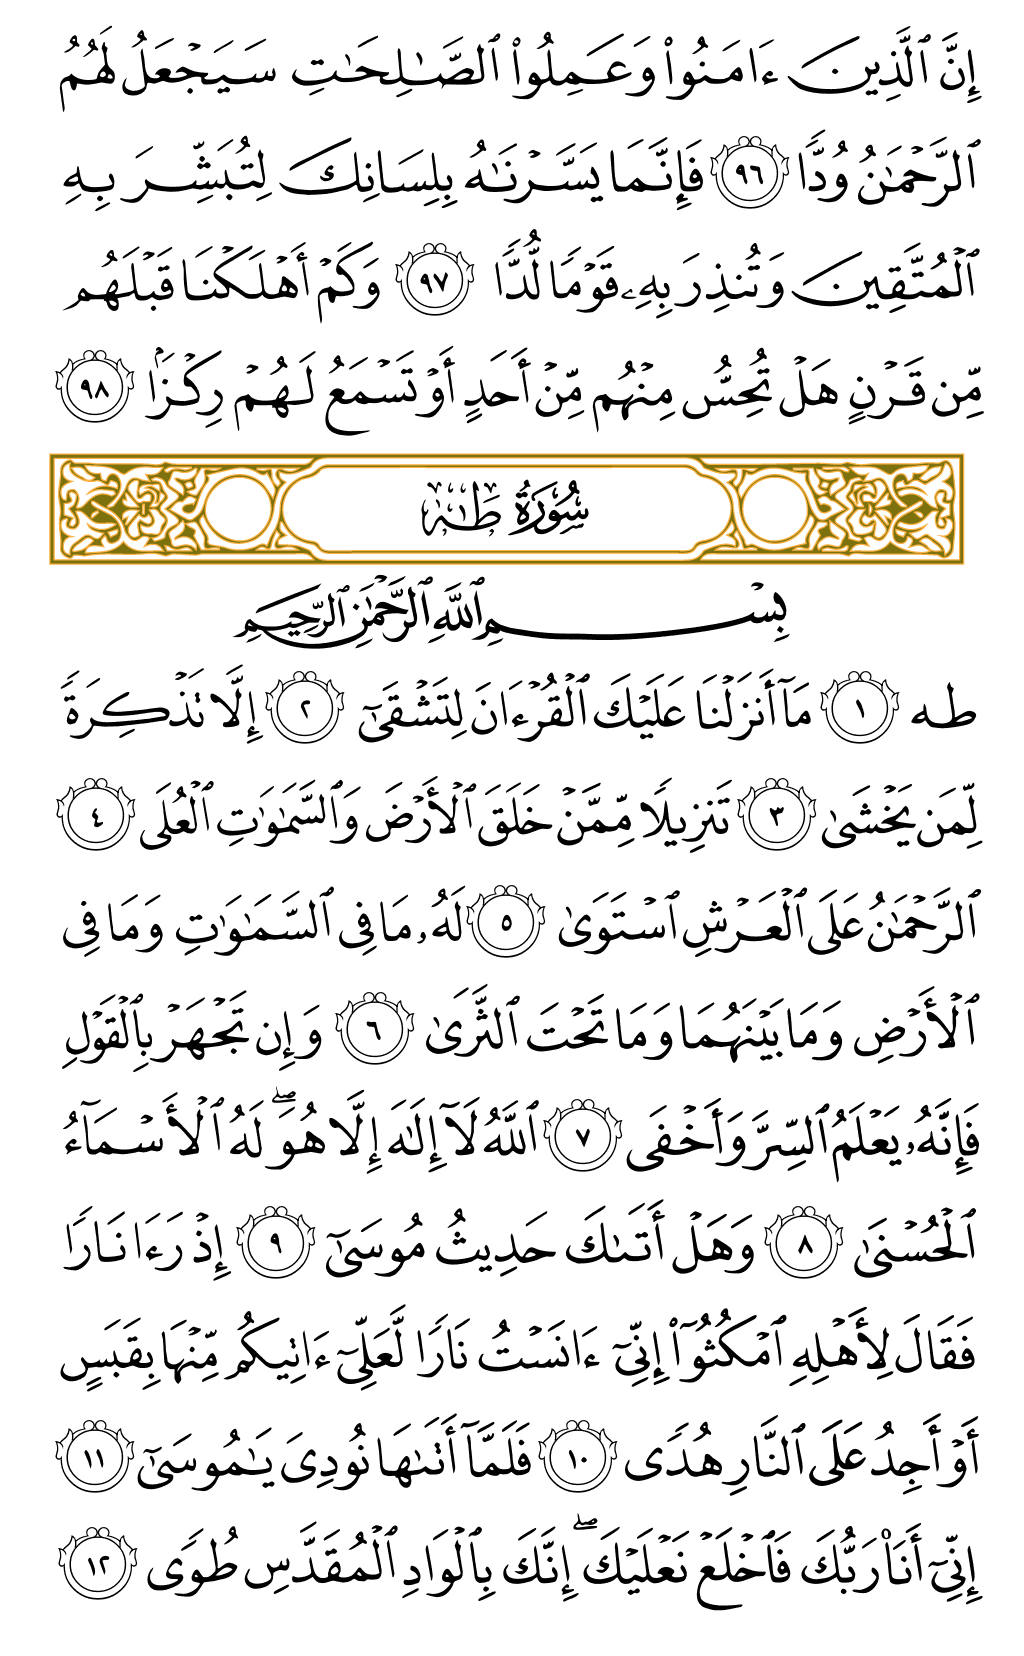 إِنَّ ٱلَّذِينَ ءَامَنُوا۟ وَعَمِلُوا۟ ٱلصَّـٰلِحَـٰتِ سَيَجْعَلُ لَهُمُ
ٱلرَّحْمَـٰنُ وُدًّا ٩٦ فَإِنَّمَا يَسَّرْنَـٰهُ بِلِسَانِكَ لِتُبَشِّرَ بِهِ
ٱلْمُتَّقِينَ وَتُنذِرَ بِهِۦ قَوْمًا لُّدًّا ٩٧ وَكَمْ أَهْلَكْنَا قَبْلَهُم
مِّن قَرْنٍ هَلْ تُحِسُّ مِنْهُم مِّنْ أَحَدٍ أَوْ تَسْمَعُ لَهُمْ رِكْزًۢا ٩٨
سُورَةُ طَـٰهٰ
بِسْمِ ٱللَّهِ ٱلرَّحْمَـٰنِ ٱلرَّحِيمِ
طه ١ مَآ أَنزَلْنَا عَلَيْكَ ٱلْقُرْءَانَ لِتَشْقَىٰٓ ٢ إِلَّا تَذْكِرَةً
لِّمَن يَخْشَىٰ ٣ تَنزِيلًا مِّمَّنْ خَلَقَ ٱلْأَرْضَ وَٱلسَّمَـٰوَٰتِ ٱلْعُلَى ٤
ٱلرَّحْمَـٰنُ عَلَى ٱلْعَرْشِ ٱسْتَوَىٰ ٥ لَهُۥ مَا فِى ٱلسَّمَـٰوَٰتِ وَمَا فِى
ٱلْأَرْضِ وَمَا بَيْنَهُمَا وَمَا تَحْتَ ٱلثَّرَىٰ ٦ وَإِن تَجْهَرْ بِٱلْقَوْلِ
فَإِنَّهُۥ يَعْلَمُ ٱلسِّرَّ وَأَخْفَى ٧ ٱللَّهُ لَآ إِلَـٰهَ إِلَّا هُوَ ۖ لَهُ ٱلْأَسْمَآءُ
ٱلْحُسْنَىٰ ٨ وَهَلْ أَتَىٰكَ حَدِيثُ مُوسَىٰٓ ٩ إِذْ رَءَا نَارًا
فَقَالَ لِأَهْلِهِ ٱمْكُثُوٓا۟ إِنِّىٓ ءَانَسْتُ نَارًا لَّعَلِّىٓ ءَاتِيكُم مِّنْهَا بِقَبَسٍ
أَوْ أَجِدُ عَلَى ٱلنَّارِ هُدًى ١٠ فَلَمَّآ أَتَىٰهَا نُودِىَ يَـٰمُوسَىٰٓ ١١
إِنِّىٓ أَنَا۠ رَبُّكَ فَٱخْلَعْ نَعْلَيْكَ ۖ إِنَّكَ بِٱلْوَادِ ٱلْمُقَدَّسِ طُوًى ١٢